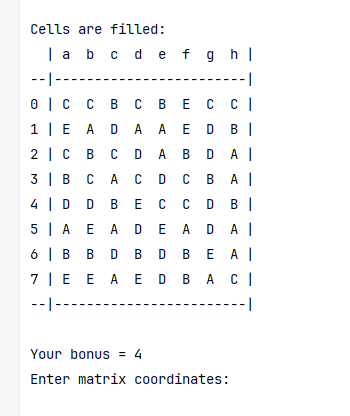 Cells are filled:
  | a  b  c  d  e  f  g  h |
--|------------------------|
0 | C  C  B  C  B  E  C  C |
1 | E  A  D  A  A  E  D  B |
2 | C  B  C  D  A  B  D  A |
3 | B  C  A  C  D  C  B  A |
4 | D  D  B  E  C  C  D  B |
5 | A  E  A  D  E  A  D  A |
6 | B  B  D  B  D  B  E  A |
7 | E  E  A  E  D  B  A  C |
--|------------------------|
Your bonus = 4
Enter matrix coordinates: